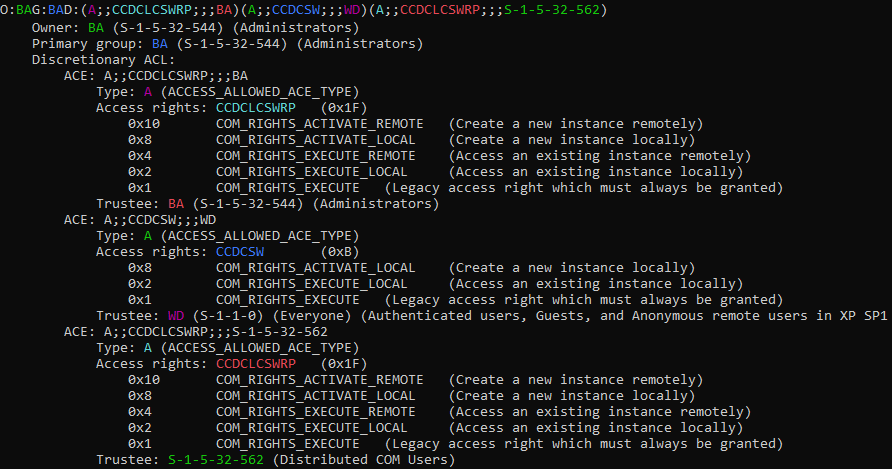 O:BAG:BAD:(A;;CCDCLCSWRP;;;BA)(A;;CCDCSW;;;WD)(A;;CCDCLCSWRP;;;S-1-5-32-562)
Owner: BA (S-1-5-32-544) (Administrators)
Primary group: BA (S-1-5-32-544) (Administrators)
Discretionary ACL:
ACE: A;;CCDCLCSWRP;;;BA
Type: A (ACCESS_ALLOWED_ACE_TYPE)
Access rights: CCDCLCSWRP (0x1F)
0x10 COM_RIGHTS_ACTIVATE_REMOTE (Create a new instance remotely)
0x8 COM_RIGHTS_ACTIVATE_LOCAL (Create a new instance locally)
0x4 COM_RIGHTS_EXECUTE_REMOTE (Access an existing instance remotely)
0x2 COM_RIGHTS_EXECUTE_LOCAL (Access an existing instance locally)
0x1 COM_RIGHTS_EXECUTE (Legacy access right which must always be granted)
Trustee: BA (S-1-5-32-544) (Administrators)
ACE: A;;CCDCSW;;;WD
Type: A (ACCESS_ALLOWED_ACE_TYPE)
Access rights: CCDCSW (0xB)
0x8 COM_RIGHTS_ACTIVATE_LOCAL (Create a new instance locally)
0x2 COM_RIGHTS_EXECUTE_LOCAL (Access an existing instance locally)
0x1 COM_RIGHTS_EXECUTE (Legacy access right which must always be granted)
Trustee: WD (S-1-1-0) (Everyone) (Authenticated users, Guests, and Anonymous remote users in XP SP1
ACE: A;;CCDCLCSWRP;;;S-1-5-32-562
Type: A (ACCESS_ALLOWED_ACE_TYPE)
Access rights: CCDCLCSWRP (0x1F)
0x10 COM_RIGHTS_ACTIVATE_REMOTE (Create a new instance remotely)
0x8 COM_RIGHTS_ACTIVATE_LOCAL (Create a new instance locally)
0x4 COM_RIGHTS_EXECUTE_REMOTE (Access an existing instance remotely)
0x2 COM_RIGHTS_EXECUTE_LOCAL (Access an existing instance locally)
0x1 COM_RIGHTS_EXECUTE (Legacy access right which must always be granted)
Trustee: S-1-5-32-562 (Distributed COM Users)